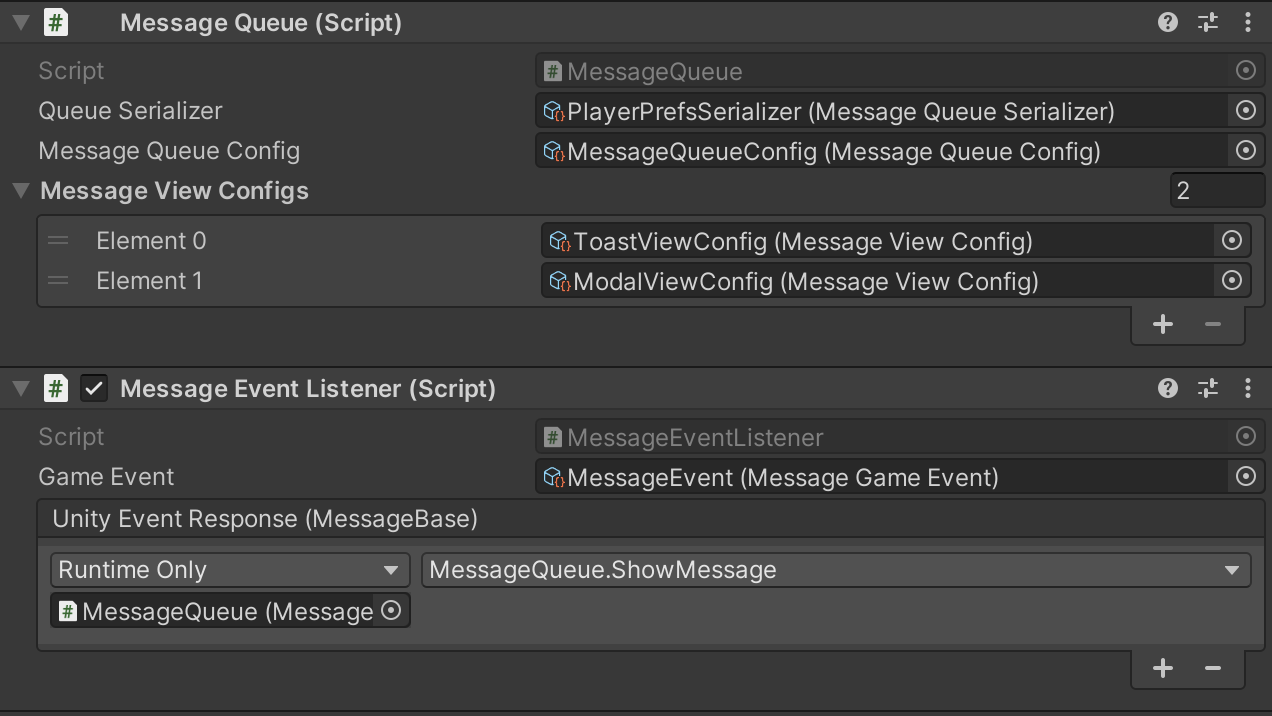 Message Queue (Script)
Script
MessageQueue
Queue Serializer
PlayerPrefsSerializer (Message Queue Serializer)
Message Queue Config
MessageQueueConfig (Message Queue Config)
Message View Configs
2
Element 0
ToastViewConfig (Message View Config)
Element 1
ModalViewConfig (Message View Config)
Message Event Listener (Script)
Script
MessageEventListener
Game Event
MessageEvent (Message Game Event)
Unity Event Response (MessageBase)
Runtime Only
MessageQueue.ShowMessage
MessageQueue (Message